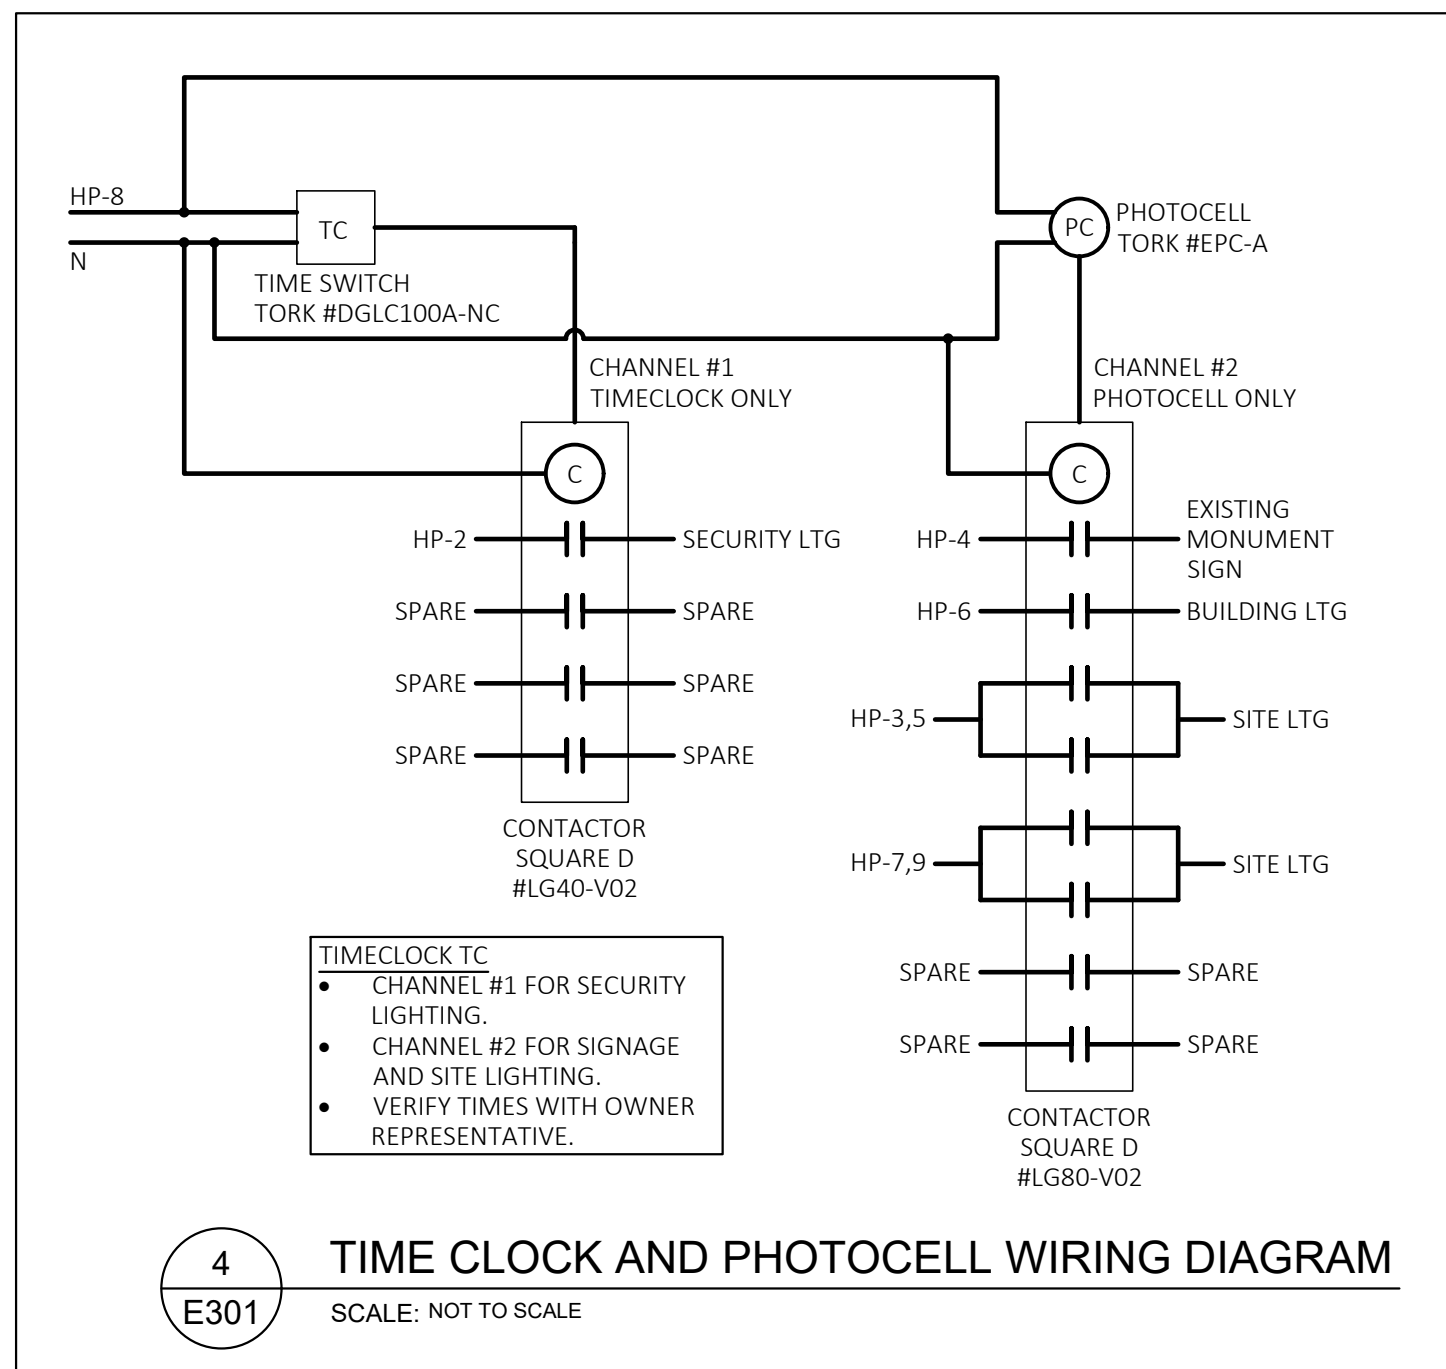 HP-8
N
TC
TIME SWITCH
TORK #DGLC100A-NC
PC
PHOTOCELL
TORK #EPC-A
CHANNEL #1
TIMECLOCK ONLY
CHANNEL #2
PHOTOCELL ONLY
C
HP-2
SECURITY LTG
SPARE
SPARE
SPARE
SPARE
SPARE
SPARE
CONTACTOR
SQUARE D
#LG40-V02
C
HP-4
EXISTING
MONUMENT
SIGN
HP-6
BUILDING LTG
HP-3,5
SITE LTG
HP-7,9
SITE LTG
SPARE
SPARE
SPARE
SPARE
CONTACTOR
SQUARE D
#LG80-V02
TIMECLOCK TC
• CHANNEL #1 FOR SECURITY
LIGHTING.
• CHANNEL #2 FOR SIGNAGE
AND SITE LIGHTING.
• VERIFY TIMES WITH OWNER
REPRESENTATIVE.
4
E301
TIME CLOCK AND PHOTOCELL WIRING DIAGRAM
SCALE: NOT TO SCALE